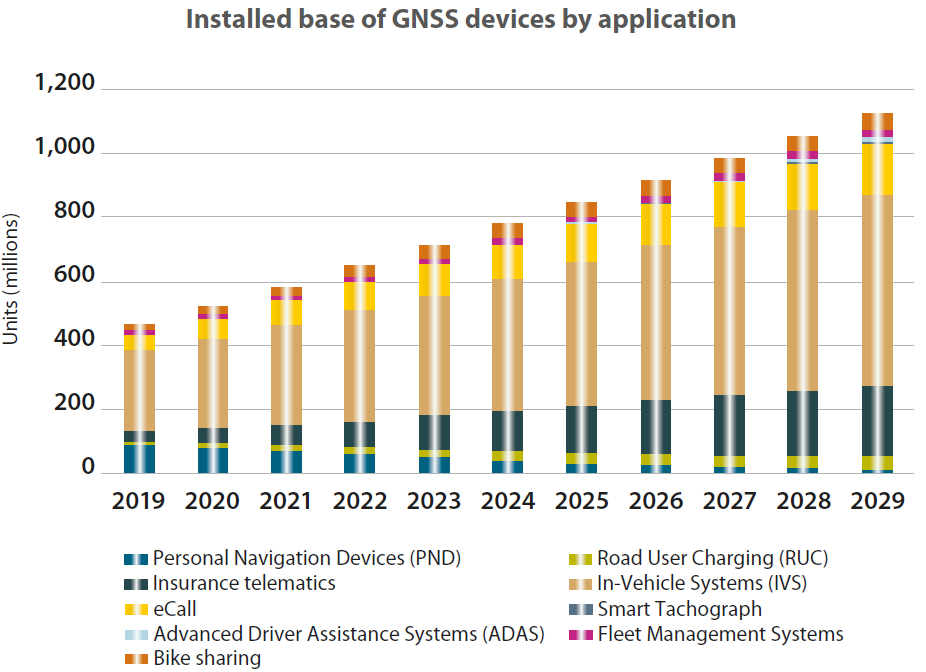 Installed base of GNSS devices by application
Units (millions)
1,200
1,000
800
600
400
200
0
2019 2020 2021 2022 2023 2024 2025 2026 2027 2028 2029
Personal Navigation Devices (PND) Road User Charging (RUC)
Insurance telematics In-Vehicle Systems (IVS)
eCall Smart Tachograph
Advanced Driver Assistance Systems (ADAS) Fleet Management Systems
Bike sharing